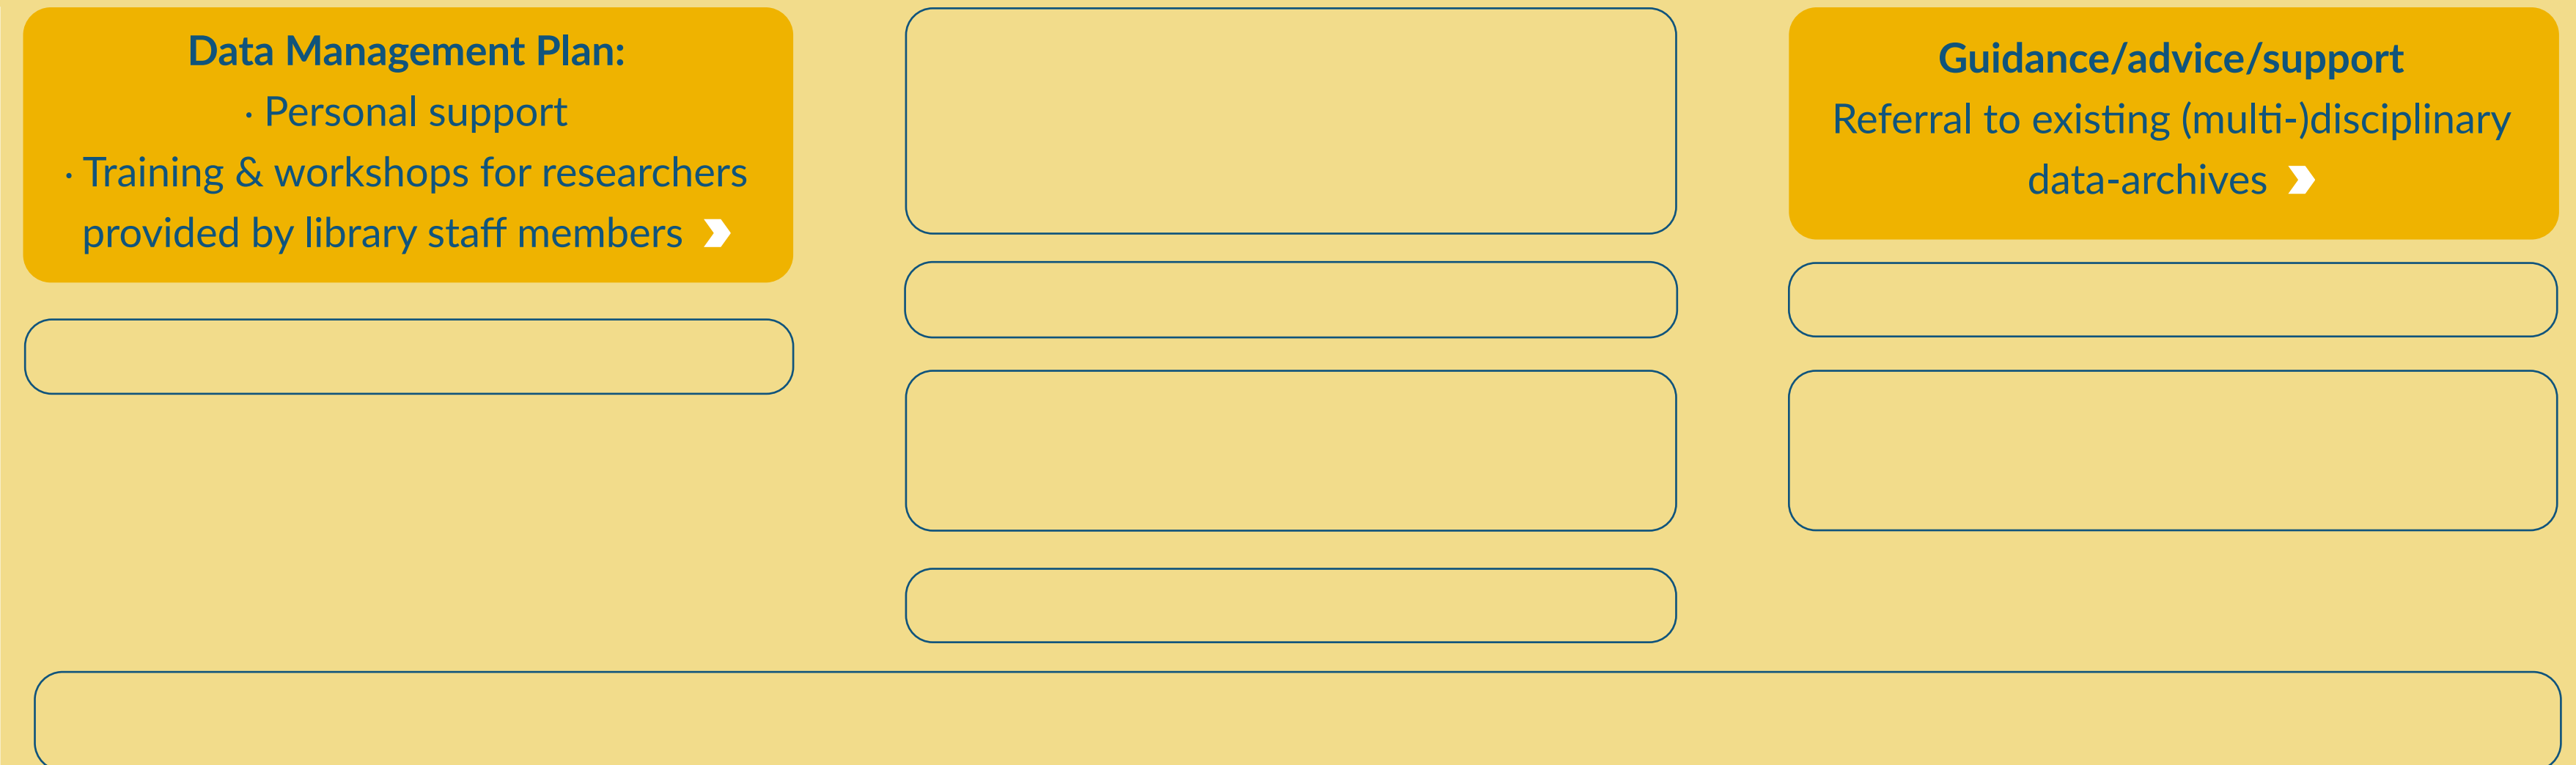 Data Management Plan:
· Personal support
· Training & workshops for researchers
provided by library staff members
Guidance/advice/support
Referral to existing (multi-)disciplinary
data-archives